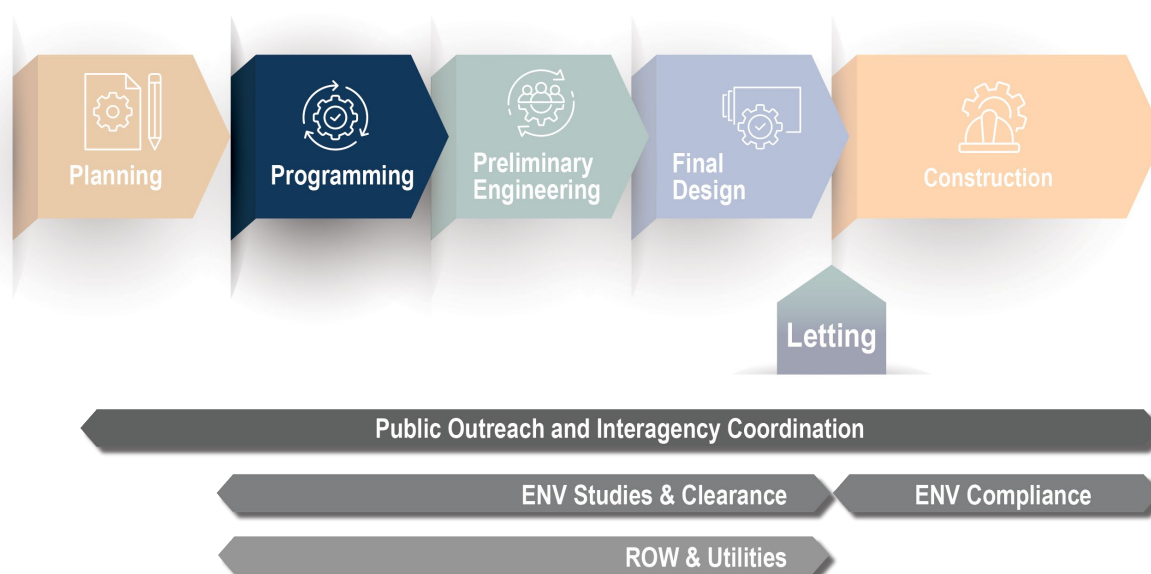 Planning
Programming
Preliminary
Engineering
Final
Design
Construction
Letting
Public Outreach and Interagency Coordination
ENV Studies & Clearance
ENV Compliance
ROW & Utilities